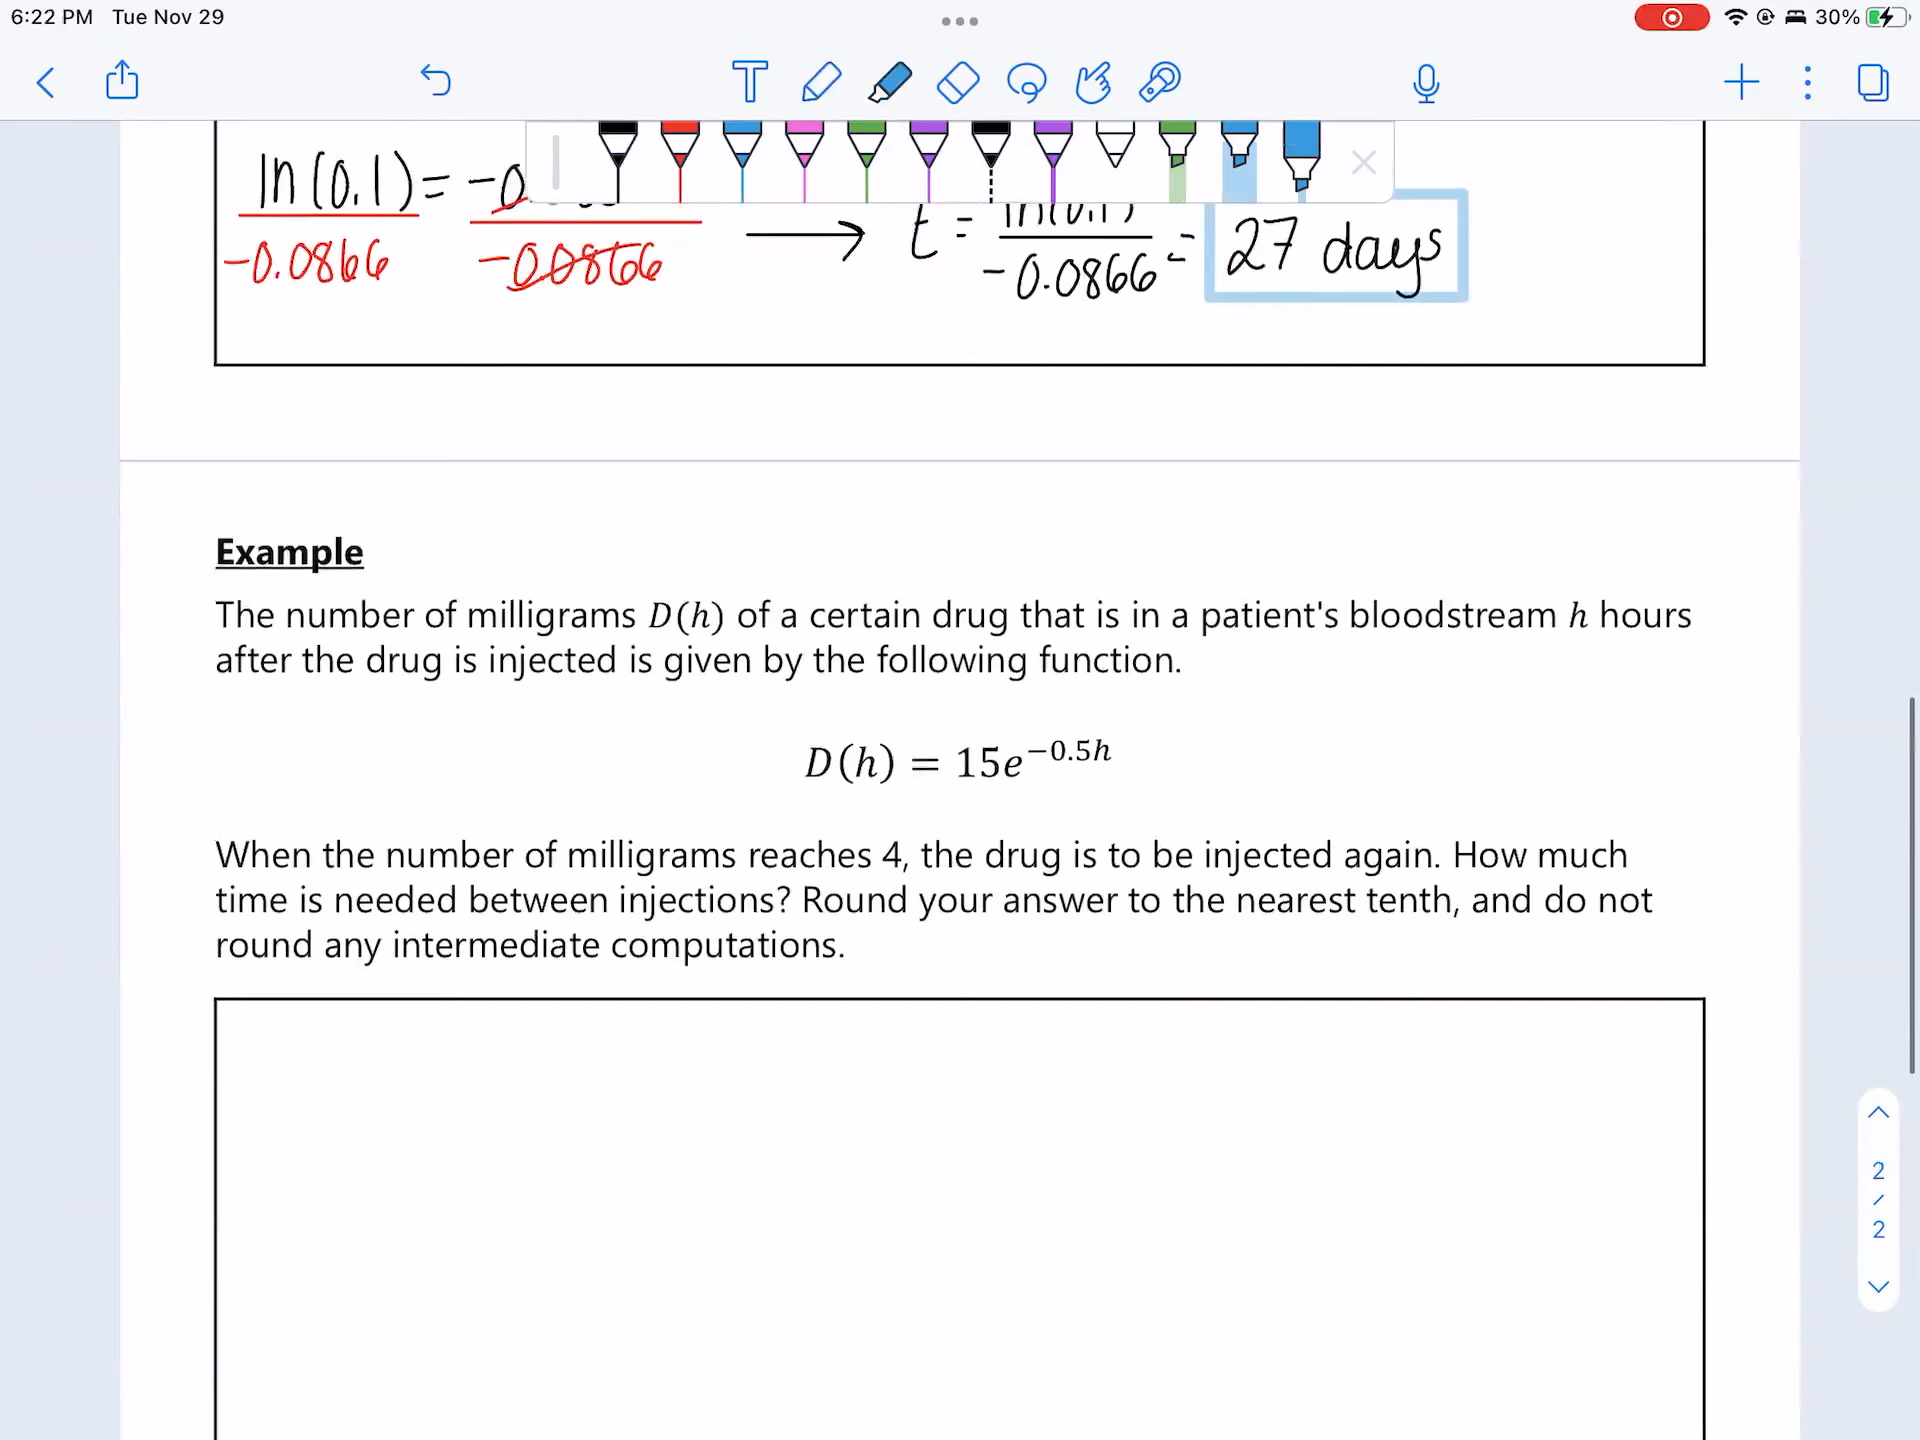 6:22 PM Tue Nov 29
30%
T
ln(0.1) = -0
-0.0866 -0.0866
t = ln(0.1) = 27 days
-0.0866
Example
The number of milligrams D(h) of a certain drug that is in a patient's bloodstream h hours
after the drug is injected is given by the following function.
D(h) = 15e^{-0.5h}
When the number of milligrams reaches 4, the drug is to be injected again. How much
time is needed between injections? Round your answer to the nearest tenth, and do not
round any intermediate computations.
2
/
2